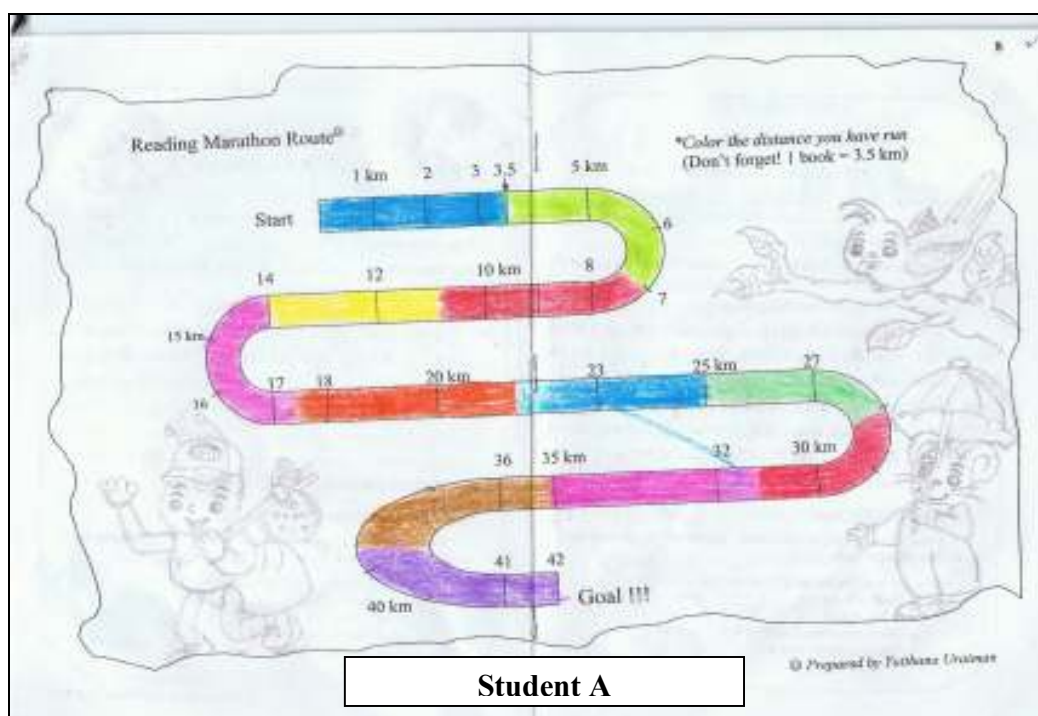 8
Reading Marathon Route®
*Color the distance you have run
(Don't forget! 1 book = 3.5 km)
1 km 2 3 3.5 5 km
Start
6
14 12 10 km 8
7
15 km
16
17 18 20 km 23 25 km 27
36 35 km 32 30 km
41 42
40 km
Goal !!!
© Prepared by Yutthana Uraiman
Student A